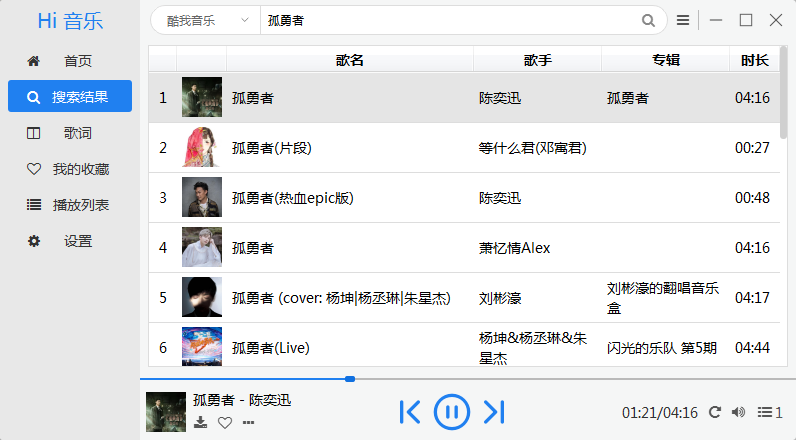 Hi 音乐
酷我音乐 孤勇者
首页
搜索结果
歌词
我的收藏
播放列表
设置
歌名 歌手 专辑 时长
1 孤勇者 陈奕迅 孤勇者 04:16
2 孤勇者(片段) 等什么君(邓寓君) 00:27
3 孤勇者(热血epic版) 陈奕迅 00:48
4 孤勇者 萧忆情Alex 04:16
5 孤勇者 (cover: 杨坤|杨丞琳|朱星杰) 刘彬濠 刘彬濠的翻唱音乐
盒 04:17
6 孤勇者(Live) 杨坤&杨丞琳&朱
星杰 闪光的乐队 第5期 04:44
孤勇者 - 陈奕迅
01:21/04:16 1